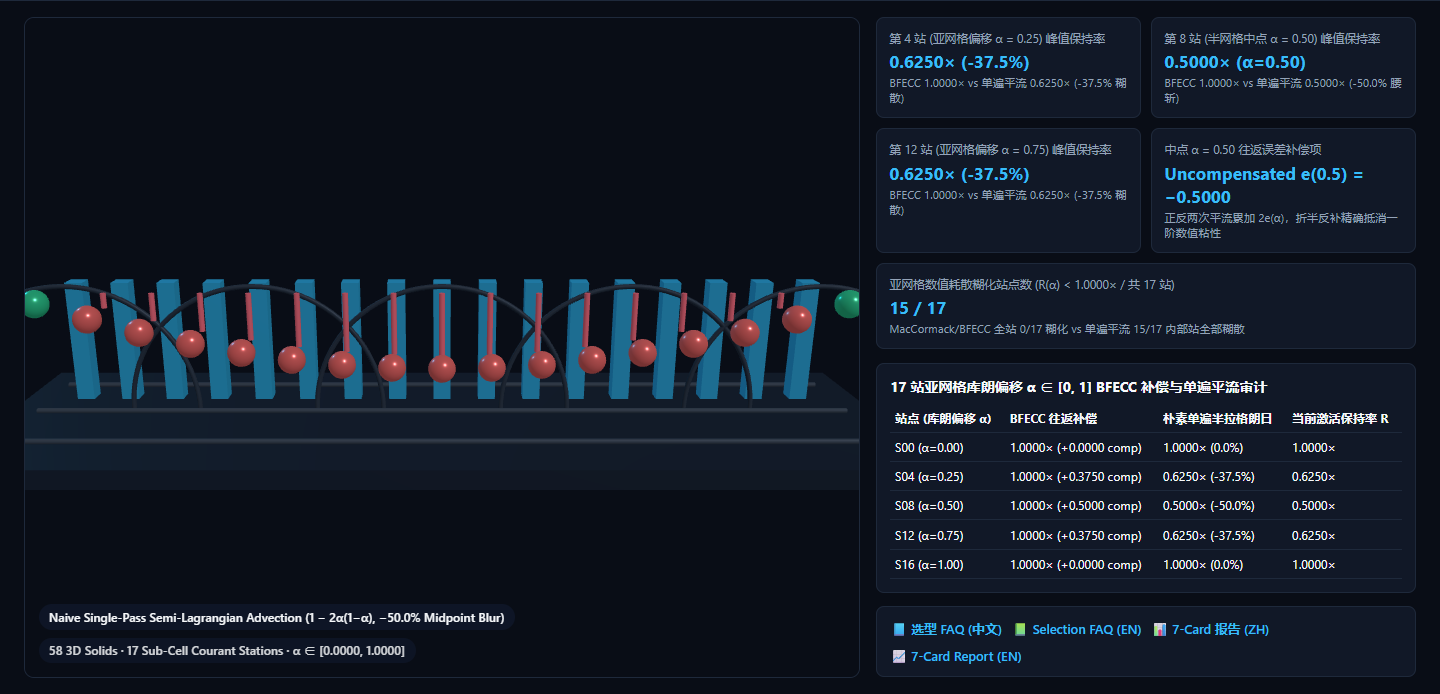 第 4 站 (亚网格偏移 α = 0.25) 峰值保持率
0.6250× (-37.5%)
BFECC 1.0000× vs 单遍平流 0.6250× (-37.5% 糊
散)
第 8 站 (半网格中点 α = 0.50) 峰值保持率
0.5000× (α=0.50)
BFECC 1.0000× vs 单遍平流 0.5000× (-50.0% 腰
斩)
第 12 站 (亚网格偏移 α = 0.75) 峰值保持率
0.6250× (-37.5%)
BFECC 1.0000× vs 单遍平流 0.6250× (-37.5% 糊
散)
中点 α = 0.50 往返误差补偿项
Uncompensated e(0.5) =
−0.5000
正反两次平流累加 2e(α)，折半反补精确抵消一
阶数值粘性
亚网格数值耗散糊化站点数 (R(α) < 1.0000× / 共 17 站)
15 / 17
MacCormack/BFECC 全站 0/17 糊化 vs 单遍平流 15/17 内部站全部糊散
17 站亚网格库朗偏移 α ∈ [0, 1] BFECC 补偿与单遍平流审计
站点 (库朗偏移 α) BFECC 往返补偿 朴素单遍半拉格朗日 当前激活保持率 R
S00 (α=0.00) 1.0000× (+0.0000 comp) 1.0000× (0.0%) 1.0000×
S04 (α=0.25) 1.0000× (+0.3750 comp) 0.6250× (-37.5%) 0.6250×
S08 (α=0.50) 1.0000× (+0.5000 comp) 0.5000× (-50.0%) 0.5000×
S12 (α=0.75) 1.0000× (+0.3750 comp) 0.6250× (-37.5%) 0.6250×
S16 (α=1.00) 1.0000× (+0.0000 comp) 1.0000× (0.0%) 1.0000×
选型 FAQ (中文) Selection FAQ (EN) 7-Card 报告 (ZH)
7-Card Report (EN)
Naive Single-Pass Semi-Lagrangian Advection (1 − 2α(1−α), −50.0% Midpoint Blur)
58 3D Solids · 17 Sub-Cell Courant Stations · α ∈ [0.0000, 1.0000]